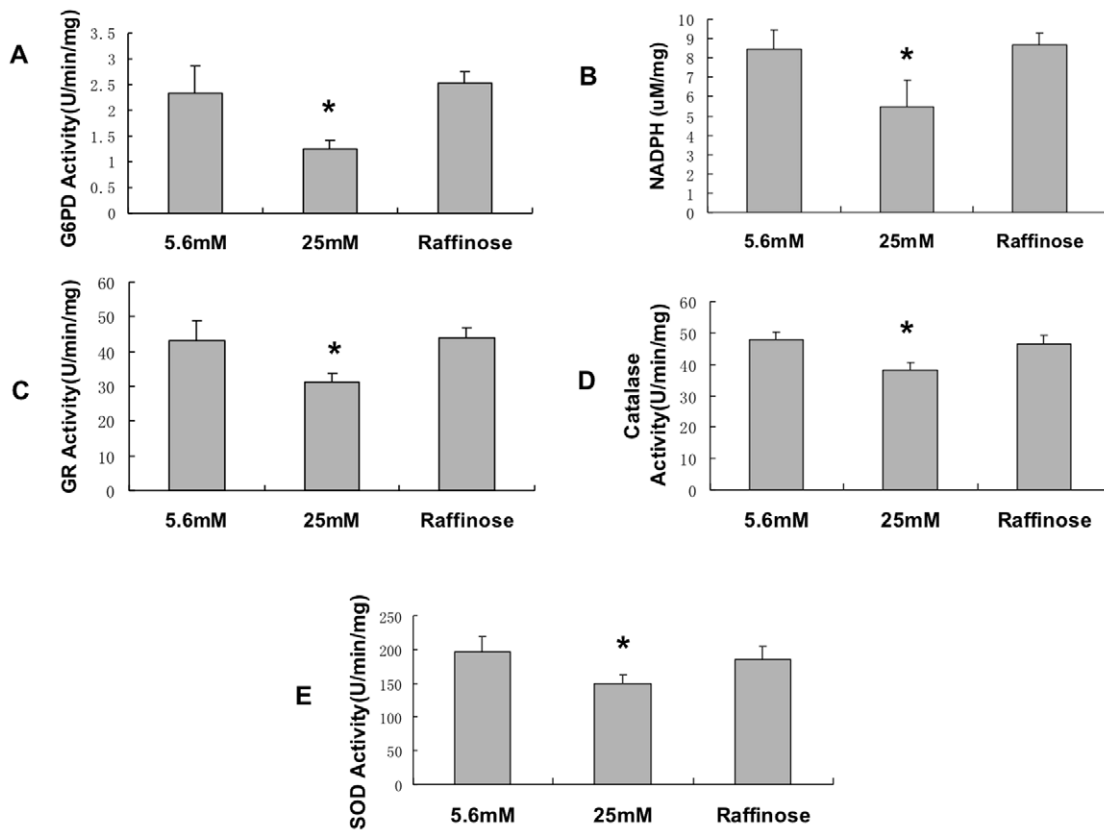 A
G6PD Activity(U/min/mg)
3.5
3
2.5
2
1.5
1
0.5
0
*
5.6mM 25mM Raffinose
B
NADPH (uM/mg)
10
9
8
7
6
5
4
3
2
1
0
*
5.6mM 25mM Raffinose
C
GR Activity(U/min/mg)
60
50
40
30
20
10
0
*
5.6mM 25mM Raffinose
D
Catalase
Activity(U/min/mg)
60
50
40
30
20
10
0
*
5.6mM 25mM Raffinose
E
SOD Activity(U/min/mg)
250
200
150
100
50
0
*
5.6mM 25mM Raffinose